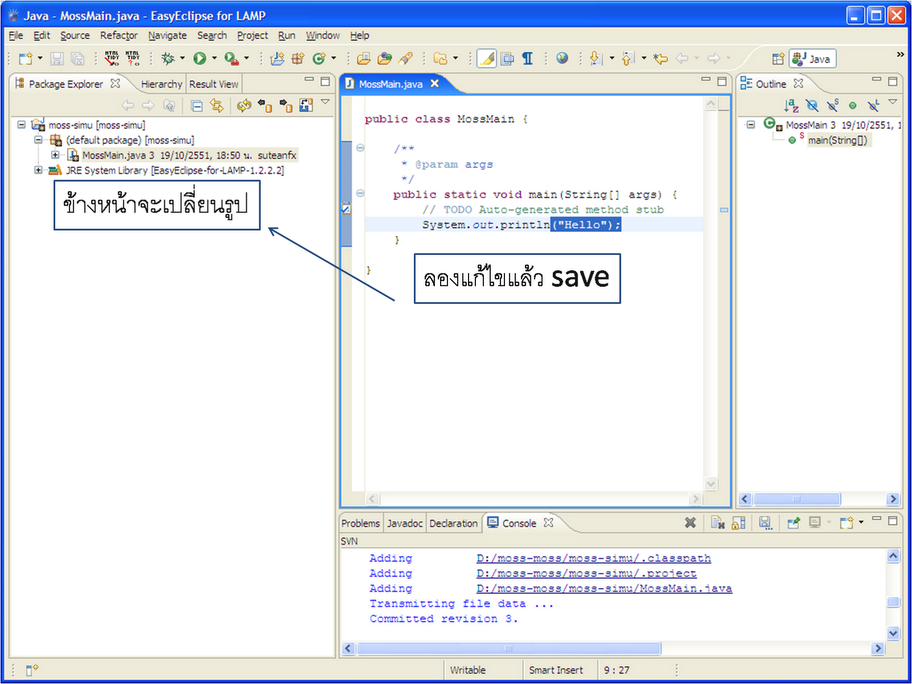 Java - MossMain.java - EasyEclipse for LAMP
File Edit Source Refactor Navigate Search Project Run Window Help
Java
Package Explorer Hierarchy Result View
MossMain.java
Outline
moss-simu [moss-simu]
(default package) [moss-simu]
MossMain.java 3 19/10/2551, 18:50 น. suteanfx
JRE System Library [EasyEclipse-for-LAMP-1.2.2.2]
ข้างหน้าจะเปลี่ยนรูป
public class MossMain {
/**
* @param args
*/
public static void main(String[] args) {
// TODO Auto-generated method stub
System.out.println("Hello");
}
}
ลองแก้ไขแล้ว save
MossMain 3 19/10/2551, 1
main(String[])
Problems Javadoc Declaration Console
SVN
Adding D:/moss-moss/moss-simu/.classpath
Adding D:/moss-moss/moss-simu/.project
Adding D:/moss-moss/moss-simu/MossMain.java
Transmitting file data ...
Committed revision 3.
Writable Smart Insert 9 : 27